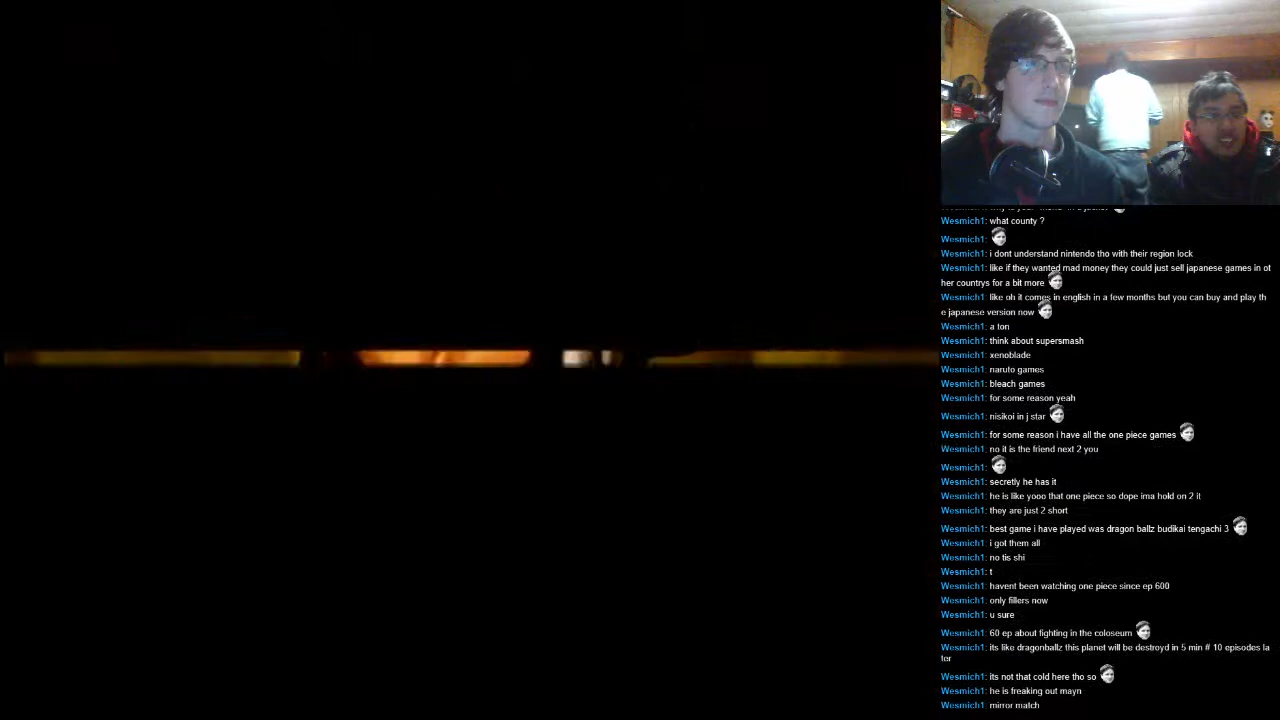 Wesmich1: what county ?
Wesmich1:
Wesmich1: i dont understand nintendo tho with their region lock
Wesmich1: like if they wanted mad money they could just sell japanese games in ot
her countrys for a bit more
Wesmich1: like oh it comes in english in a few months but you can buy and play th
e japanese version now
Wesmich1: a ton
Wesmich1: think about supersmash
Wesmich1: xenoblade
Wesmich1: naruto games
Wesmich1: bleach games
Wesmich1: for some reason yeah
Wesmich1: nisikoi in j star
Wesmich1: for some reason i have all the one piece games
Wesmich1: no it is the friend next 2 you
Wesmich1:
Wesmich1: secretly he has it
Wesmich1: he is like yooo that one piece so dope ima hold on 2 it
Wesmich1: they are just 2 short
Wesmich1: best game i have played was dragon ballz budikai tengachi 3
Wesmich1: i got them all
Wesmich1: no tis shi
Wesmich1: t
Wesmich1: havent been watching one piece since ep 600
Wesmich1: only fillers now
Wesmich1: u sure
Wesmich1: 60 ep about fighting in the coloseum
Wesmich1: its like dragonballz this planet will be destroyd in 5 min # 10 episodes la
ter
Wesmich1: its not that cold here tho so
Wesmich1: he is freaking out mayn
Wesmich1: mirror match